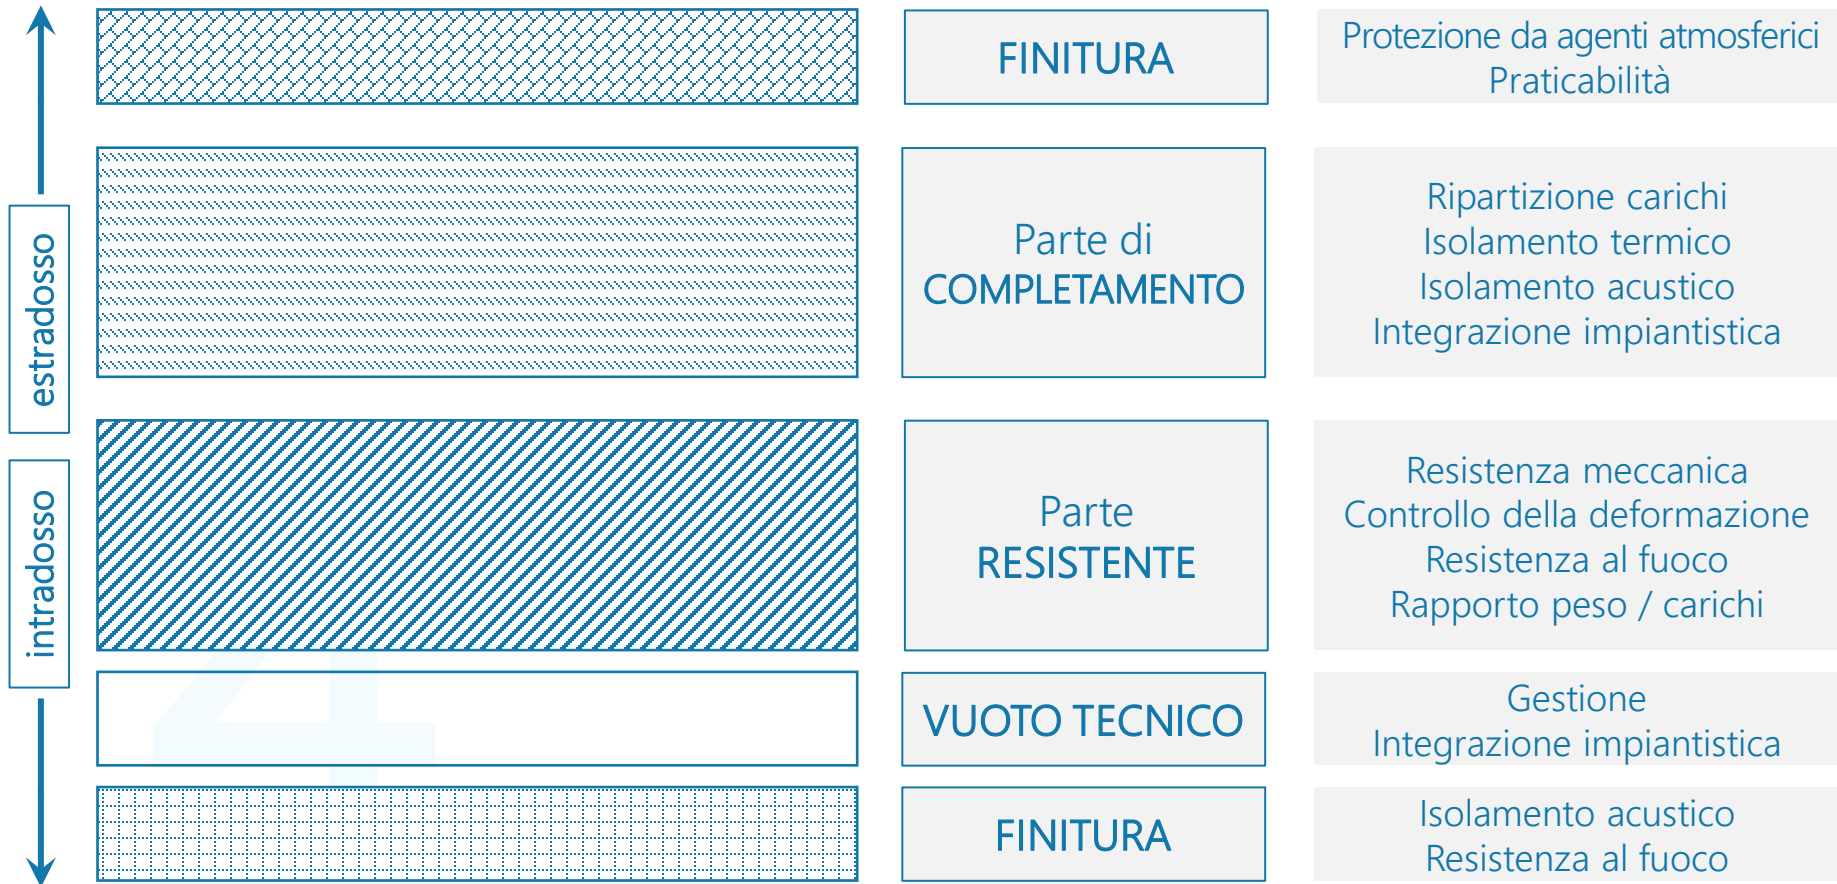 FINITURA
Protezione da agenti atmosferici
Praticabilità
estradosso
Parte di
COMPLETAMENTO
Ripartizione carichi
Isolamento termico
Isolamento acustico
Integrazione impiantistica
intradosso
Parte
RESISTENTE
Resistenza meccanica
Controllo della deformazione
Resistenza al fuoco
Rapporto peso / carichi
4
VUOTO TECNICO
Gestione
Integrazione impiantistica
FINITURA
Isolamento acustico
Resistenza al fuoco